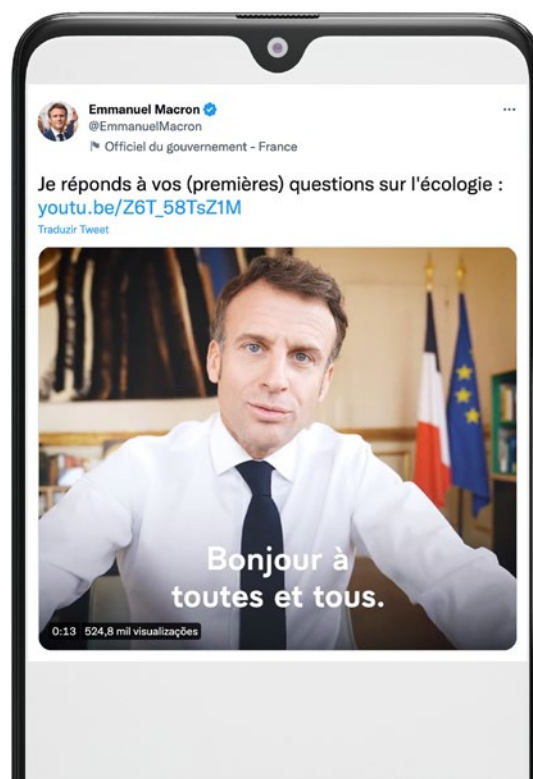 Emmanuel Macron
@EmmanuelMacron
Officiel du gouvernement - France
Je réponds à vos (premières) questions sur l'écologie :
youtu.be/Z6T_58TsZ1M
Traduzir Tweet
Bonjour à
toutes et tous.
0:13 524,8 mil visualizações